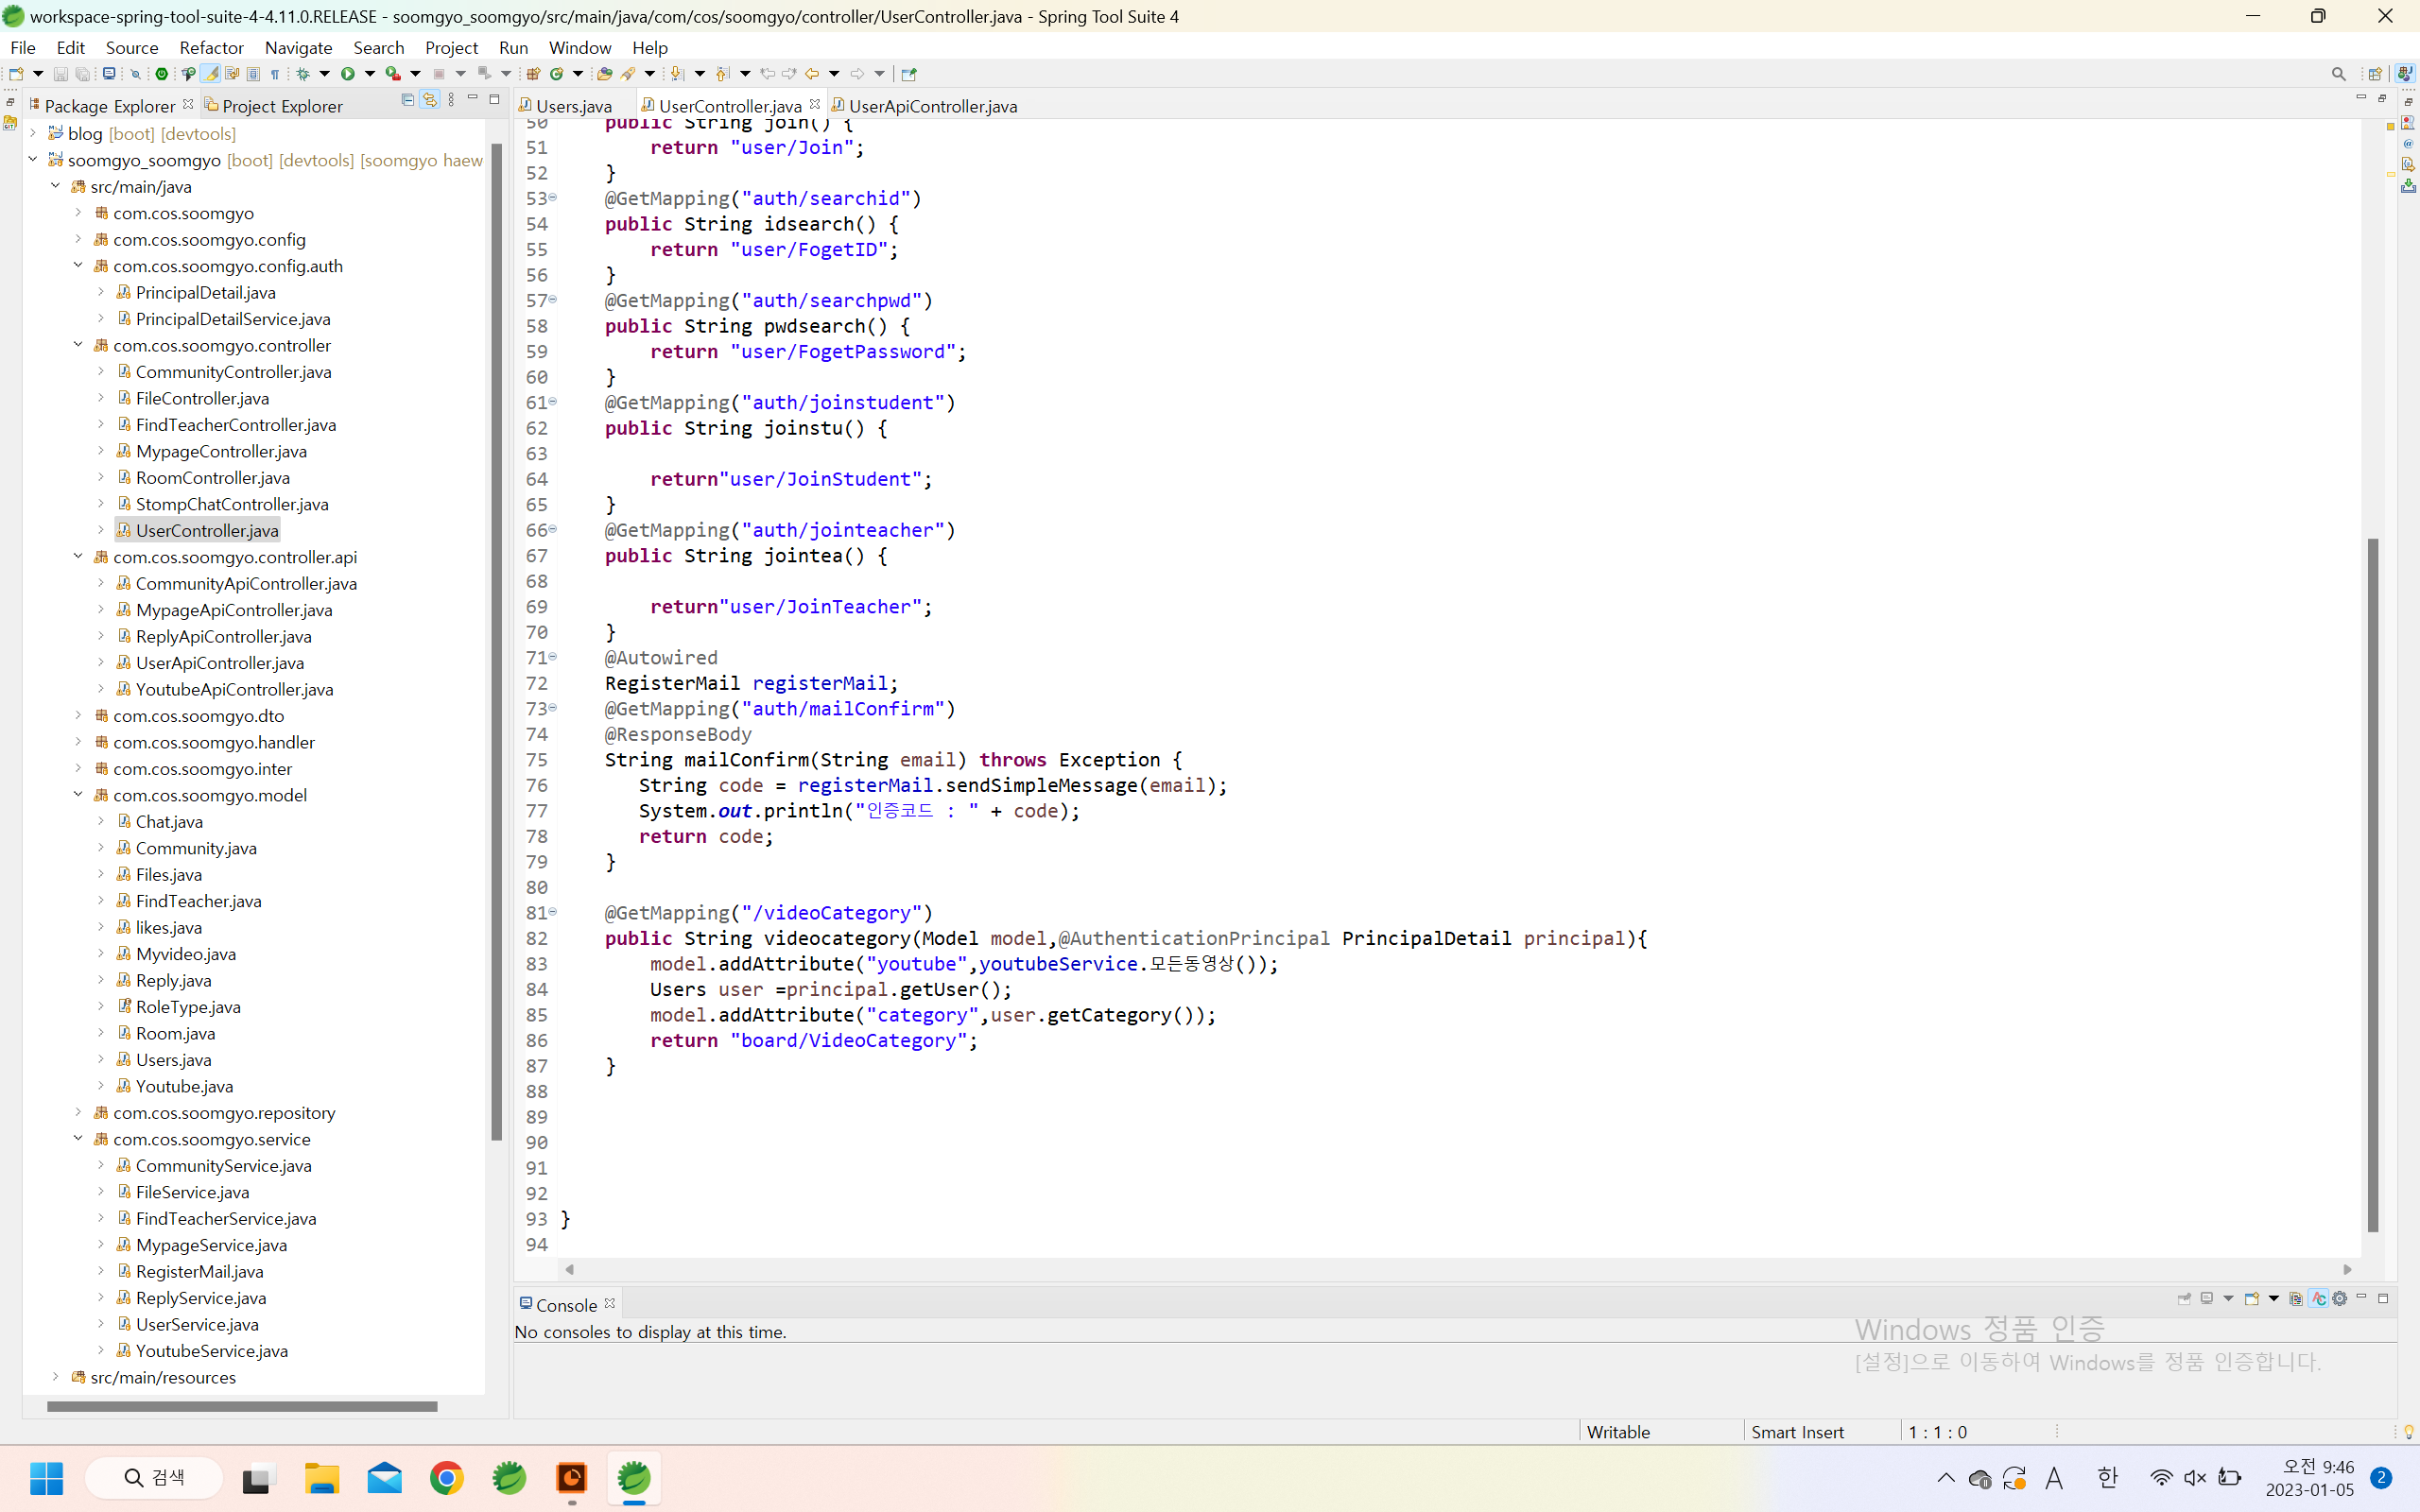 workspace-spring-tool-suite-4-4.11.0.RELEASE - soomgyo_soomgyo/src/main/java/com/cos/soomgyo/controller/UserController.java - Spring Tool Suite 4
File Edit Source Refactor Navigate Search Project Run Window Help
Package Explorer Project Explorer
blog [boot] [devtools]
soomgyo_soomgyo [boot] [devtools] [soomgyo haew
src/main/java
com.cos.soomgyo
com.cos.soomgyo.config
com.cos.soomgyo.config.auth
PrincipalDetail.java
PrincipalDetailService.java
com.cos.soomgyo.controller
CommunityController.java
FileController.java
FindTeacherController.java
MypageController.java
RoomController.java
StompChatController.java
UserController.java
com.cos.soomgyo.controller.api
CommunityApiController.java
MypageApiController.java
ReplyApiController.java
UserApiController.java
YoutubeApiController.java
com.cos.soomgyo.dto
com.cos.soomgyo.handler
com.cos.soomgyo.inter
com.cos.soomgyo.model
Chat.java
Community.java
Files.java
FindTeacher.java
likes.java
Myvideo.java
Reply.java
RoleType.java
Room.java
Users.java
Youtube.java
com.cos.soomgyo.repository
com.cos.soomgyo.service
CommunityService.java
FileService.java
FindTeacherService.java
MypageService.java
RegisterMail.java
ReplyService.java
UserService.java
YoutubeService.java
src/main/resources
Users.java UserController.java UserApiController.java
50 public String join() {
51 return "user/Join";
52 }
53 @GetMapping("auth/searchid")
54 public String idsearch() {
55 return "user/FogetID";
56 }
57 @GetMapping("auth/searchpwd")
58 public String pwdsearch() {
59 return "user/FogetPassword";
60 }
61 @GetMapping("auth/joinstudent")
62 public String joinstu() {
63
64 return"user/JoinStudent";
65 }
66 @GetMapping("auth/jointeacher")
67 public String jointea() {
68
69 return"user/JoinTeacher";
70 }
71 @Autowired
72 RegisterMail registerMail;
73 @GetMapping("auth/mailConfirm")
74 @ResponseBody
75 String mailConfirm(String email) throws Exception {
76 String code = registerMail.sendSimpleMessage(email);
77 System.out.println("인증코드 : " + code);
78 return code;
79 }
80
81 @GetMapping("/videoCategory")
82 public String videocategory(Model model,@AuthenticationPrincipal PrincipalDetail principal){
83 model.addAttribute("youtube",youtubeService.모든동영상());
84 Users user =principal.getUser();
85 model.addAttribute("category",user.getCategory());
86 return "board/VideoCategory";
87 }
88
89
90
91
92
93 }
94
Console
No consoles to display at this time.
Windows 정품 인증
[설정]으로 이동하여 Windows를 정품 인증합니다.
Writable Smart Insert 1 : 1 : 0
검색
A 한
오전 9:46
2023-01-05
2